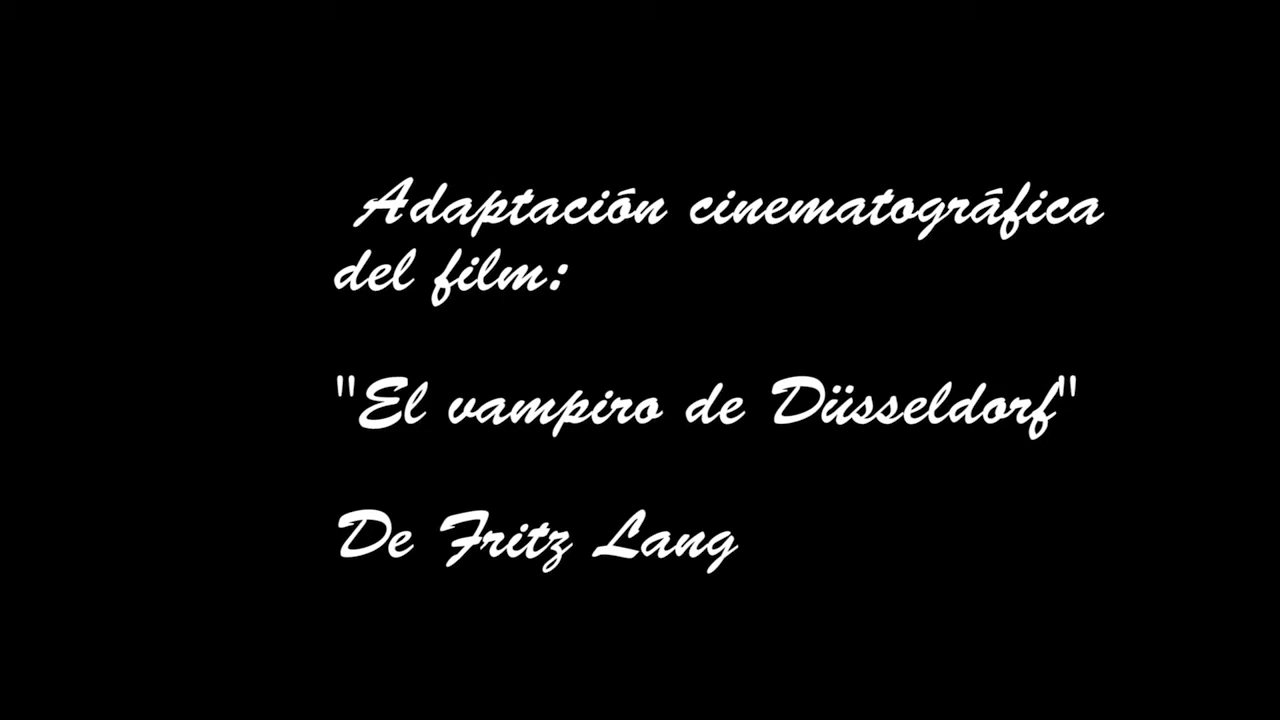 Adaptación cinematográfica
del film:
"El vampiro de Düsseldorf"
De Fritz Lang